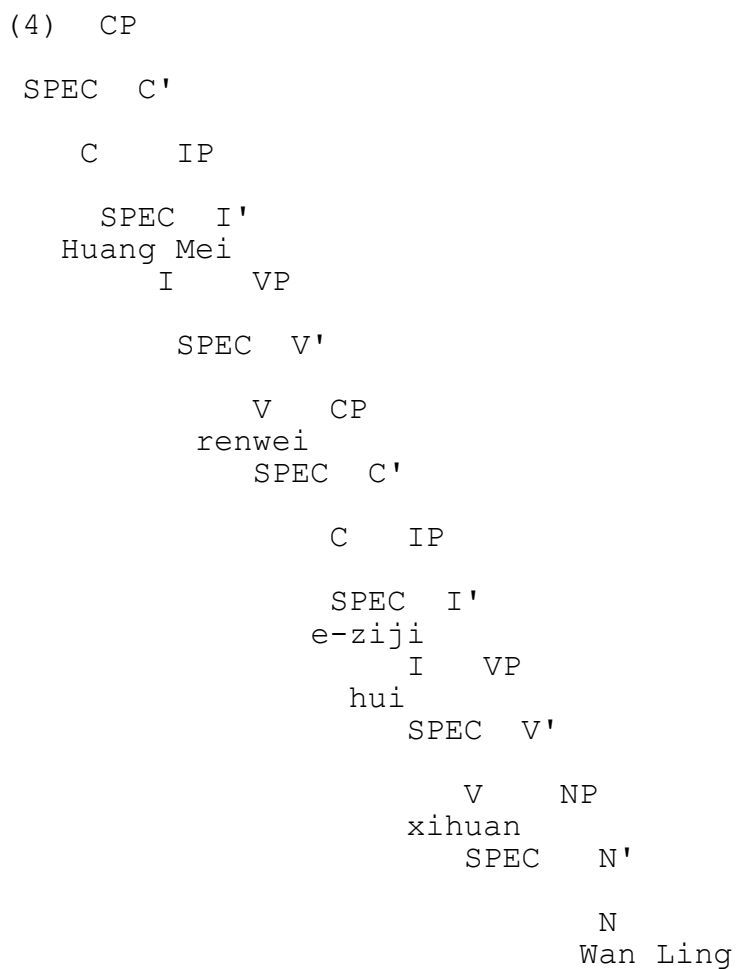 (4) CP
SPEC C'
C IP
SPEC I'
Huang Mei
I VP
SPEC V'
V CP
renwei
SPEC C'
C IP
SPEC I'
e-ziji
I VP
hui
SPEC V'
V NP
xihuan
SPEC N'
N
Wan Ling